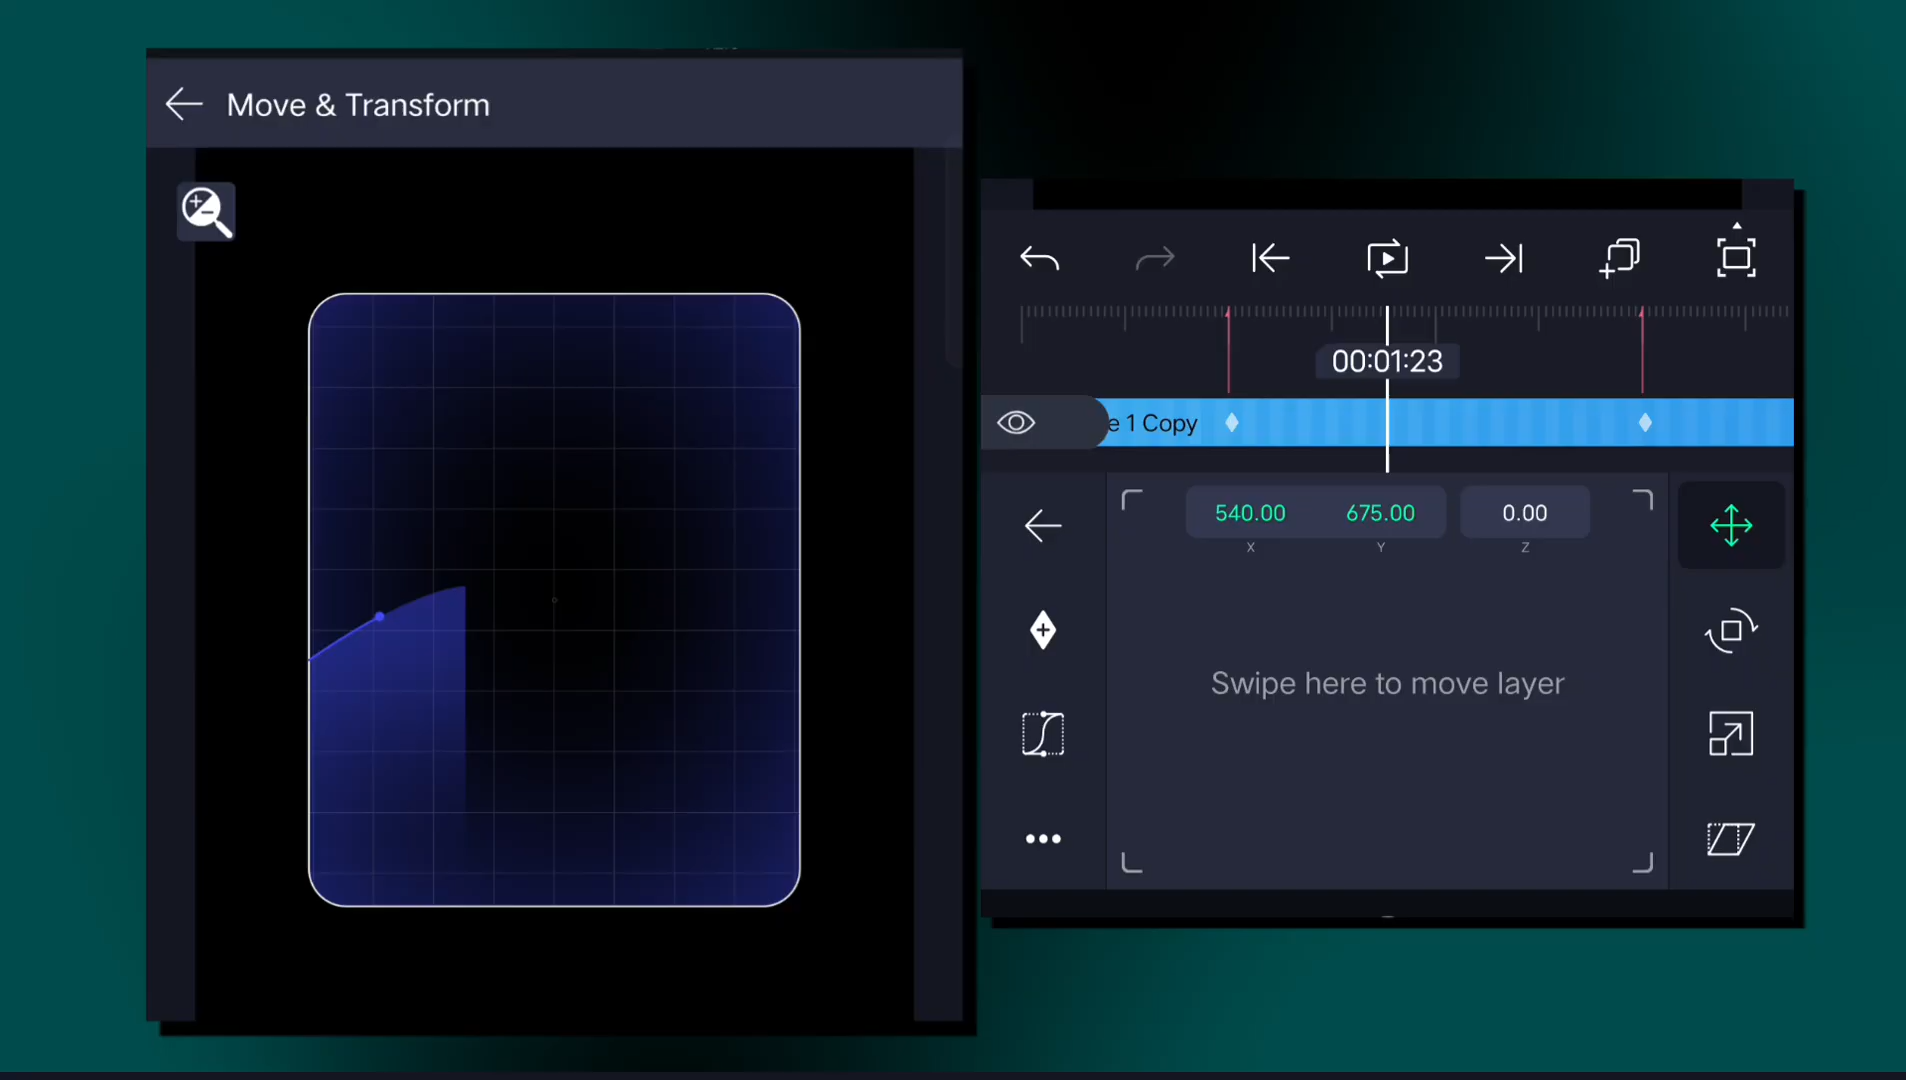 Move & Transform
00:01:23
e 1 Copy
540.00 675.00 0.00
X Y Z
Swipe here to move layer